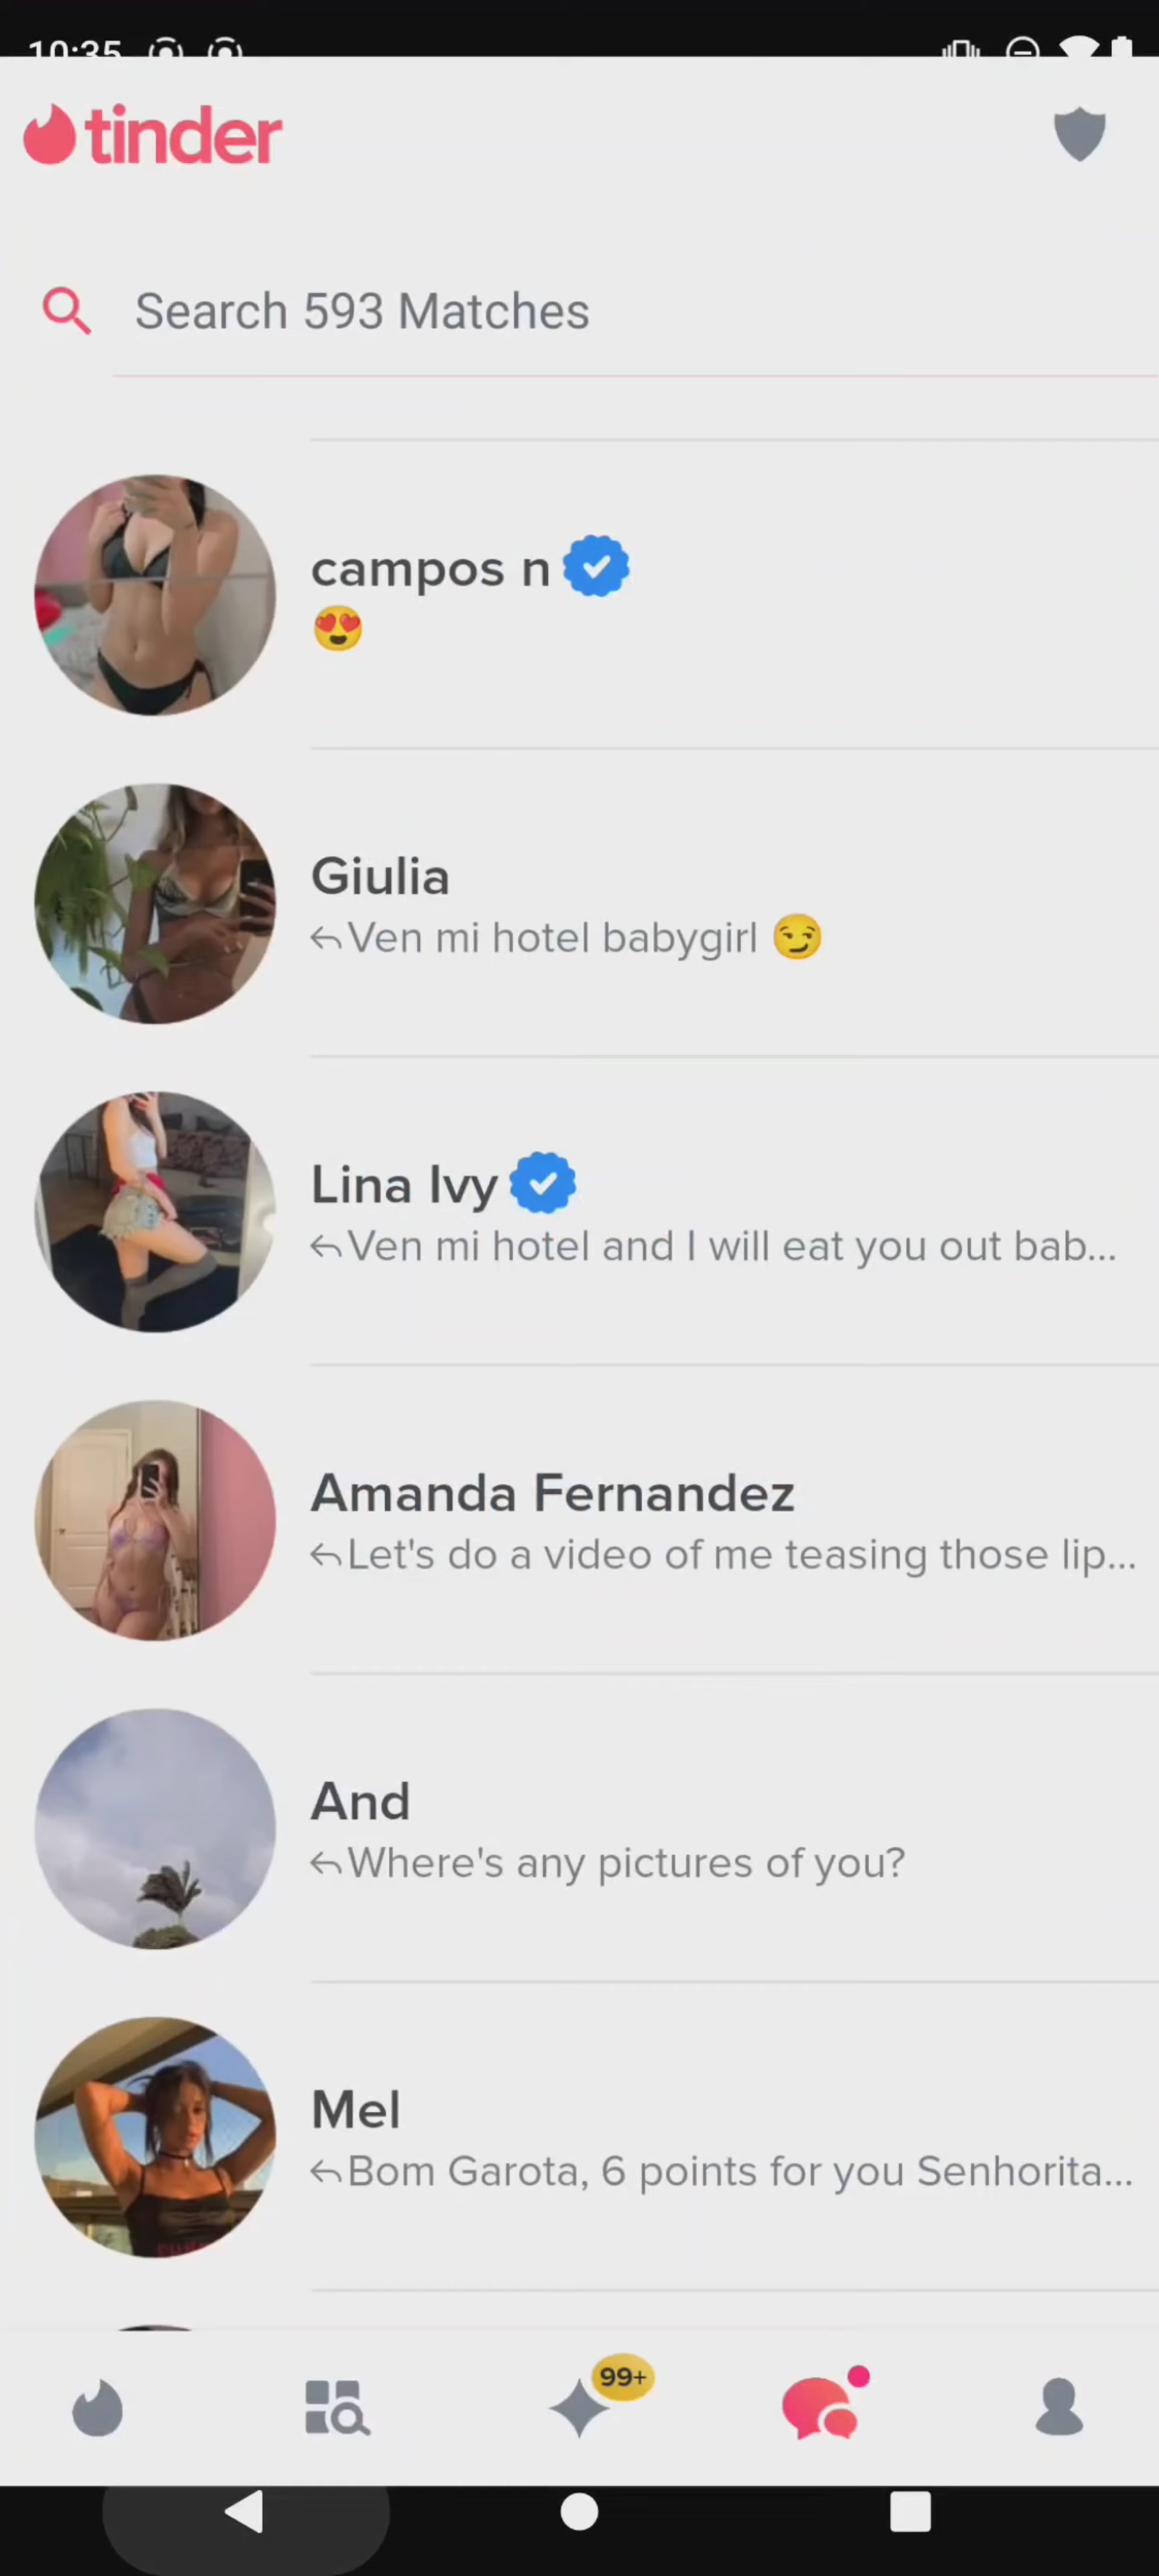 10:35
tinder
Search 593 Matches
campos n
😍
Giulia
Ven mi hotel babygirl 😏
Lina Ivy
Ven mi hotel and I will eat you out bab...
Amanda Fernandez
Let's do a video of me teasing those lip...
And
Where's any pictures of you?
Mel
Bom Garota, 6 points for you Senhorita...
99+